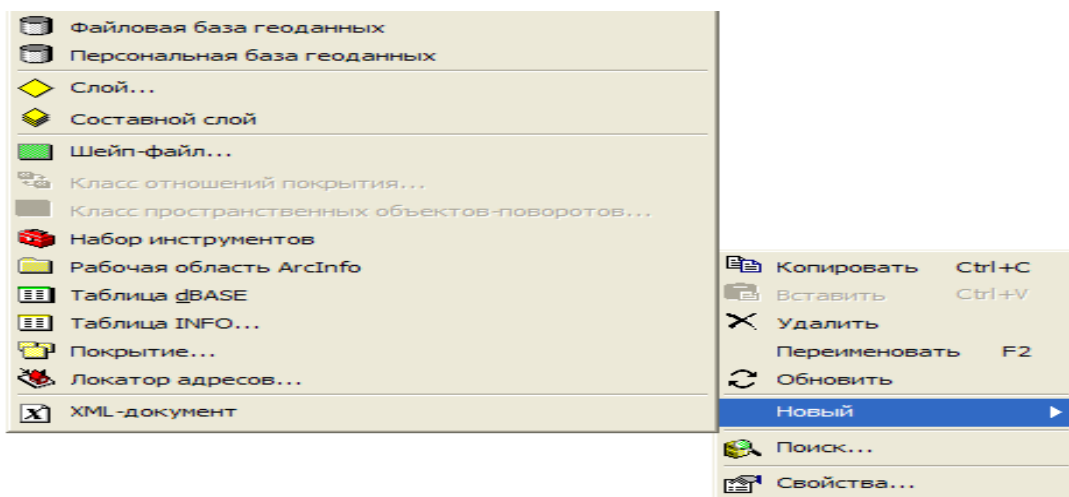 Файловая база геоданных
Персональная база геоданных
Слой...
Составной слой
Шейп-файл...
Класс отношений покрытия...
Класс пространственных объектов-поворотов...
Набор инструментов
Рабочая область ArcInfo
Таблица dBASE
Таблица INFO...
Покрытие...
Локатор адресов...
XML-документ
Копировать Ctrl+C
Вставить Ctrl+V
Удалить
Переименовать F2
Обновить
Новый
Поиск...
Свойства...